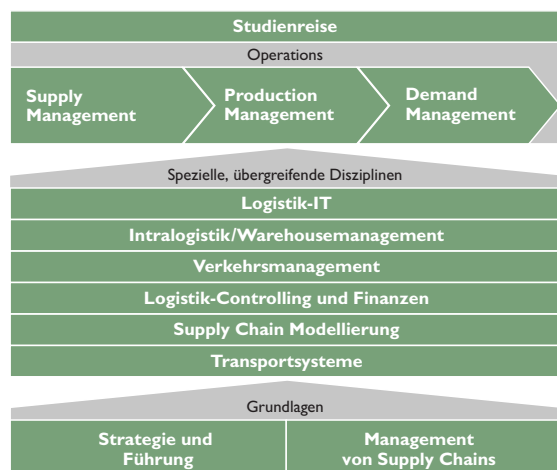 Studienreise
Operations
Supply
Management
Production
Management
Demand
Management
Spezielle, übergreifende Disziplinen
Logistik-IT
Intralogistik/Warehousemanagement
Verkehrsmanagement
Logistik-Controlling und Finanzen
Supply Chain Modellierung
Transportsysteme
Grundlagen
Strategie und
Führung
Management
von Supply Chains